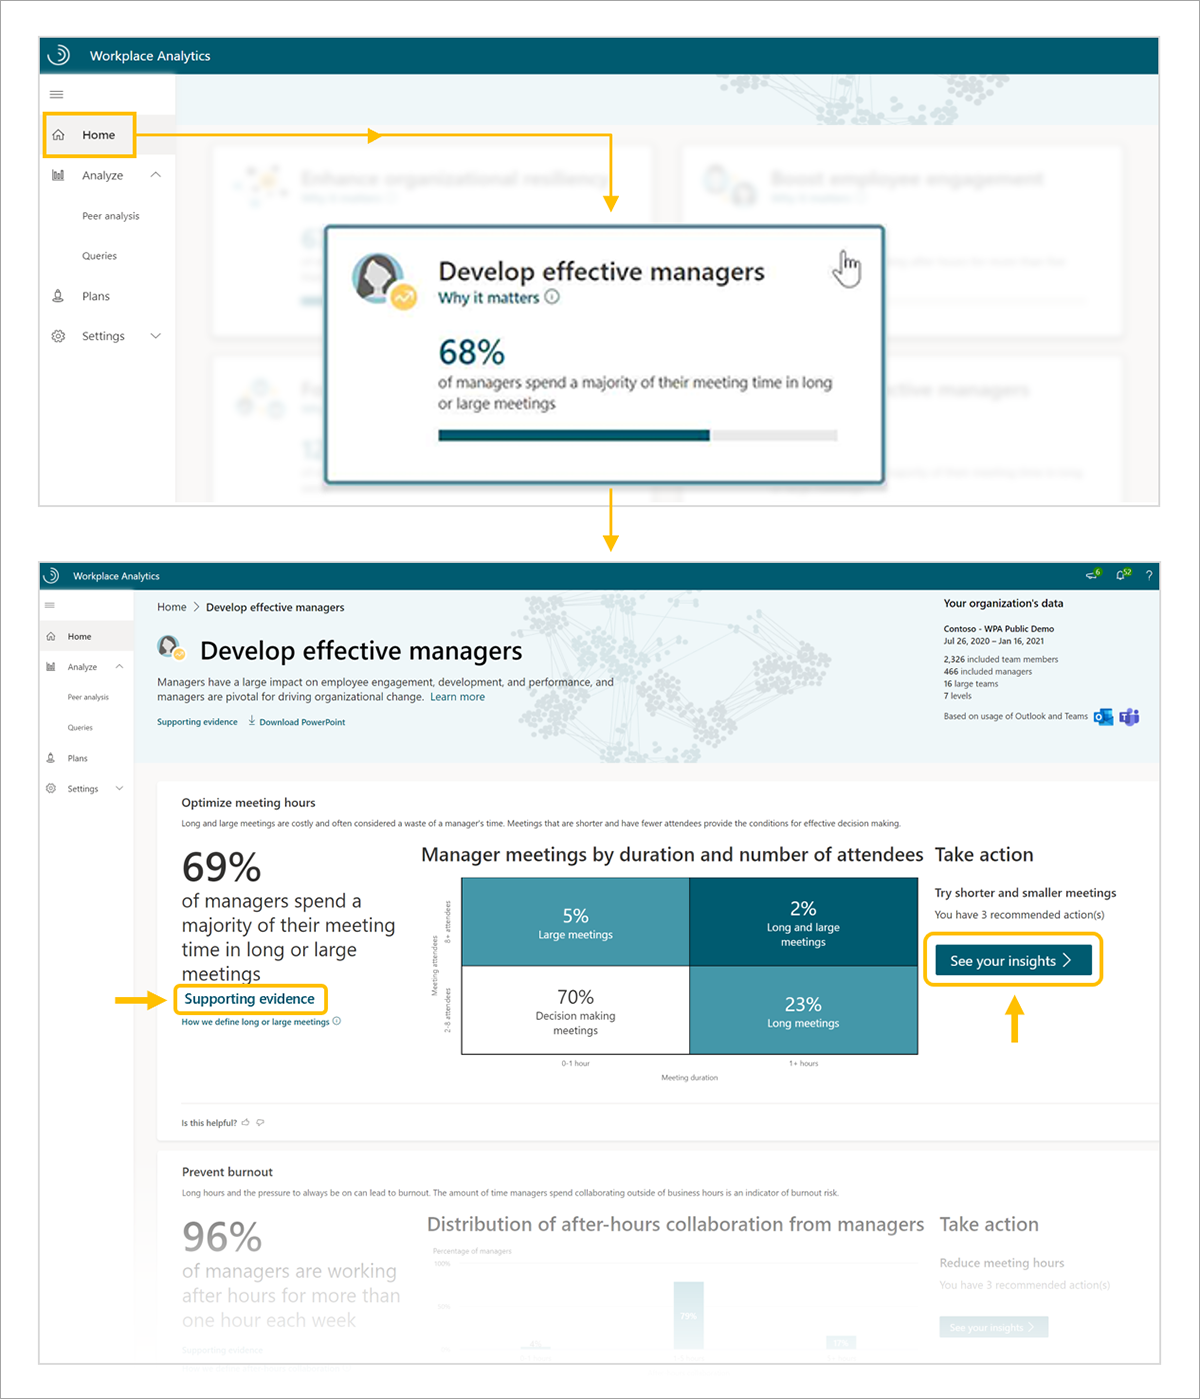 Workplace Analytics
Home
Analyze
Peer analysis
Queries
Plans
Settings
Enhance organizational resiliency
Why it matters
Boost employee engagement
Why it matters
Develop effective managers
Why it matters
68%
of managers spend a majority of their meeting time in long
or large meetings
Workplace Analytics
6
52
?
Home
Analyze
Peer analysis
Queries
Plans
Settings
Home > Develop effective managers
Develop effective managers
Managers have a large impact on employee engagement, development, and performance, and
managers are pivotal for driving organizational change. Learn more
Supporting evidence
Download PowerPoint
Your organization's data
Contoso - WPA Public Demo
Jul 26, 2020 – Jan 16, 2021
2,326 included team members
466 included managers
16 large teams
7 levels
Based on usage of Outlook and Teams
Optimize meeting hours
Long and large meetings are costly and often considered a waste of a manager's time. Meetings that are shorter and have fewer attendees provide the conditions for effective decision making.
69%
of managers spend a
majority of their meeting
time in long or large
meetings
Supporting evidence
How we define long or large meetings
Manager meetings by duration and number of attendees
Meeting attendees
8+ attendees
2-8 attendees
5%
Large meetings
2%
Long and large
meetings
70%
Decision making
meetings
23%
Long meetings
0-1 hour
1+ hours
Meeting duration
Take action
Try shorter and smaller meetings
You have 3 recommended action(s)
See your insights >
Is this helpful?
Prevent burnout
Long hours and the pressure to always be on can lead to burnout. The amount of time managers spend collaborating outside of business hours is an indicator of burnout risk.
96%
of managers are working
after hours for more than
one hour each week
Supporting evidence
Distribution of after-hours collaboration from managers
Percentage of managers
100%
50%
79%
Take action
Reduce meeting hours
You have 3 recommended action(s)
See your insights >